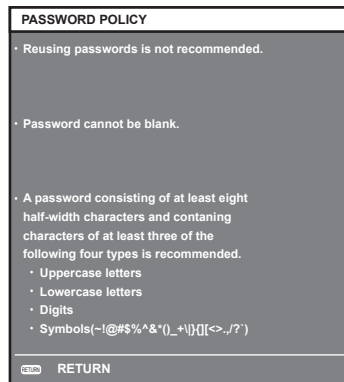 PASSWORD POLICY
• Reusing passwords is not recommended.
• Password cannot be blank.
• A password consisting of at least eight
half-width characters and contaning
characters of at least three of the
following four types is recommended.
• Uppercase letters
• Lowercase letters
• Digits
• Symbols(~!@#$%^&*()_+\|}{][<>.,/?`)
RETURN RETURN